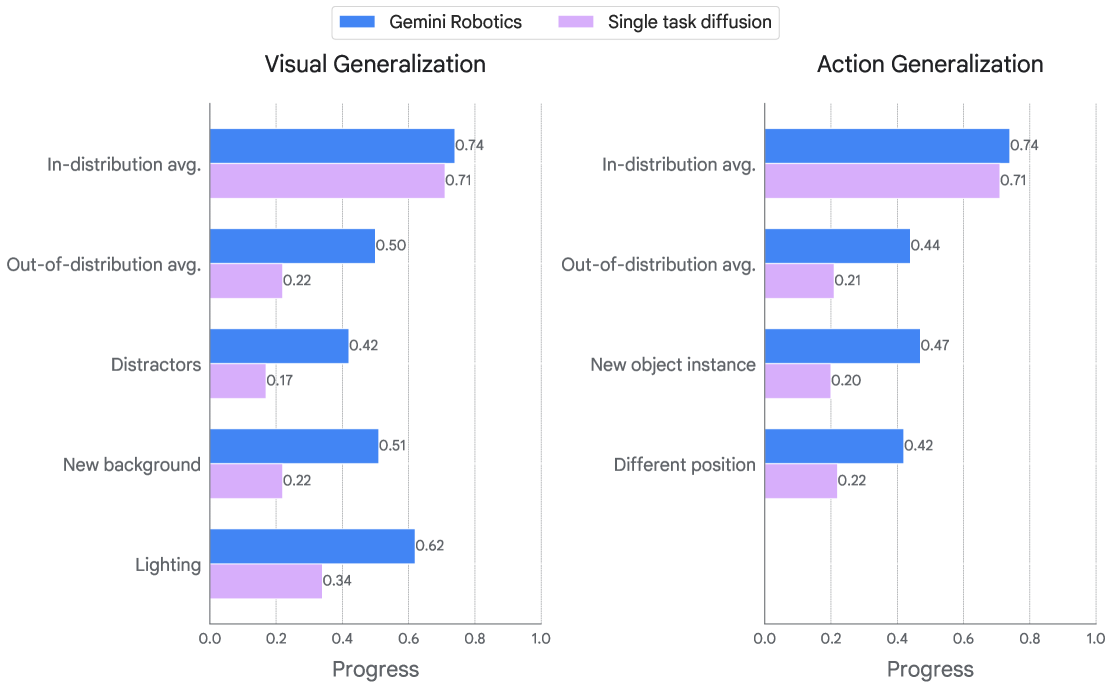 Gemini Robotics
Single task diffusion
Visual Generalization
In-distribution avg.
0.74
0.71
Out-of-distribution avg.
0.50
0.22
Distractors
0.42
0.17
New background
0.51
0.22
Lighting
0.62
0.34
0.0 0.2 0.4 0.6 0.8 1.0
Progress
Action Generalization
In-distribution avg.
0.74
0.71
Out-of-distribution avg.
0.44
0.21
New object instance
0.47
0.20
Different position
0.42
0.22
0.0 0.2 0.4 0.6 0.8 1.0
Progress